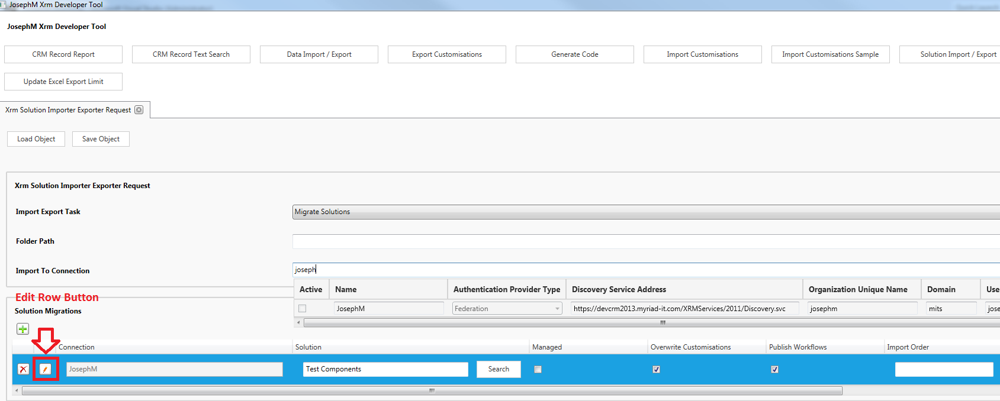 JosephM Xrm Developer Tool
JosephM Xrm Developer Tool
CRM Record Report CRM Record Text Search Data Import / Export Export Customisations Generate Code Import Customisations Import Customisations Sample Solution Import / Export
Update Excel Export Limit
Xrm Solution Importer Exporter Request
Load Object Save Object
Xrm Solution Importer Exporter Request
Import Export Task Migrate Solutions
Folder Path
Import To Connection joseph
Active Name Authentication Provider Type Discovery Service Address Organization Unique Name Domain Use
JosephM Federation https://devcrm2013.myriad-it.com/XRMServices/2011/Discovery.svc josephm mits jose
Edit Row Button
Solution Migrations
Connection Solution Managed Overwrite Customisations Publish Workflows Import Order
JosephM Test Components Search